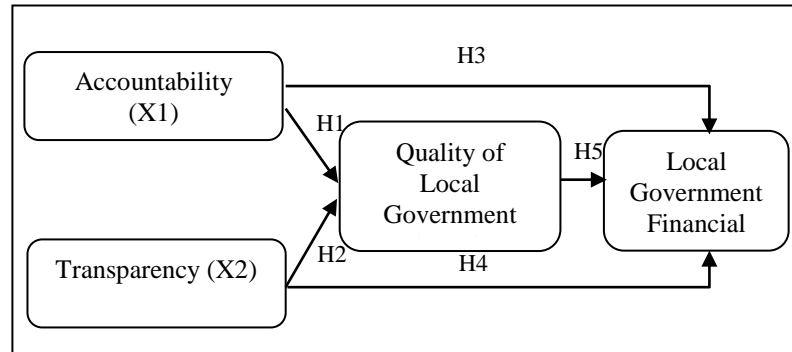 H3
Accountability
(X1)
H1
Quality of
Local
Government
H5
Local
Government
Financial
Transparency (X2)
H2
H4